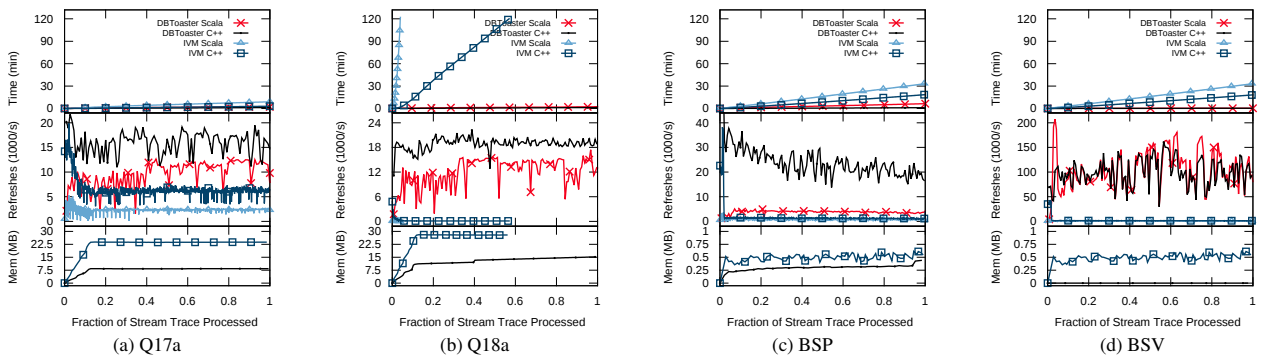 120
90
60
30
0
Time (min)
DBToaster Scala
DBToaster C++
IVM Scala
IVM C++
20
15
10
5
0
Refreshes (1000/s)
30
22.5
15
7.5
0
Mem (MB)
0 0.2 0.4 0.6 0.8 1
Fraction of Stream Trace Processed
(a) Q17a
120
90
60
30
0
Time (min)
DBToaster Scala
DBToaster C++
IVM Scala
IVM C++
24
18
12
6
0
Refreshes (1000/s)
30
22.5
15
7.5
0
Mem (MB)
0 0.2 0.4 0.6 0.8 1
Fraction of Stream Trace Processed
(b) Q18a
120
90
60
30
0
Time (min)
DBToaster Scala
DBToaster C++
IVM Scala
IVM C++
40
30
20
10
0
Refreshes (1000/s)
1
0.75
0.5
0.25
0
Mem (MB)
0 0.2 0.4 0.6 0.8 1
Fraction of Stream Trace Processed
(c) BSP
120
90
60
30
0
Time (min)
DBToaster Scala
DBToaster C++
IVM Scala
IVM C++
200
150
100
50
0
Refreshes (1000/s)
1
0.75
0.5
0.25
0
Mem (MB)
0 0.2 0.4 0.6 0.8 1
Fraction of Stream Trace Processed
(d) BSV